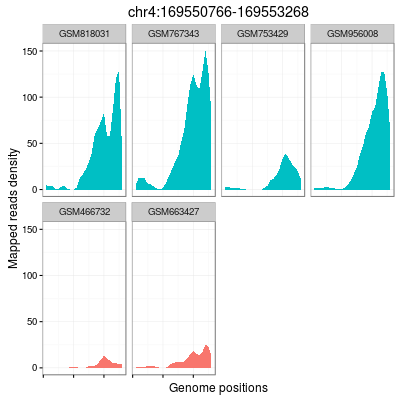 chr4:169550766-169553268
GSM818031 GSM767343 GSM753429 GSM956008
150
100
50
0
GSM466732 GSM663427
150
100
50
0
Mapped reads density
Genome positions